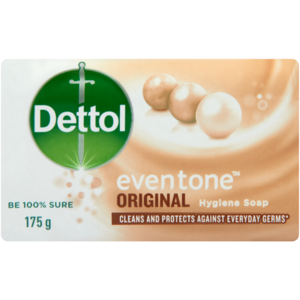 Dettol
eventone™
ORIGINAL Hygiene Soap
CLEANS AND PROTECTS AGAINST EVERYDAY GERMS*
BE 100% SURE
175 g